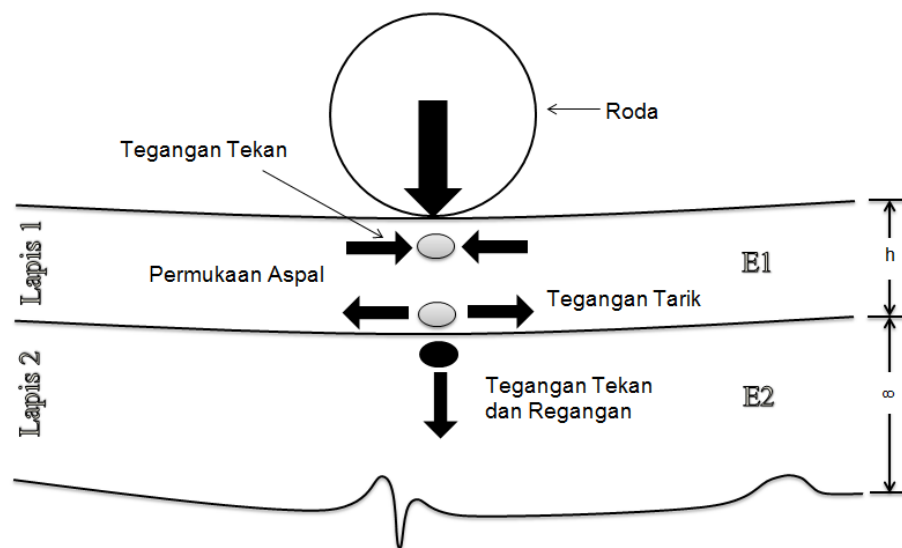 Roda
Tegangan Tekan
Lapis 1
Permukaan Aspal
E1
h
Tegangan Tarik
Lapis 2
Tegangan Tekan
dan Regangan
E2
∞